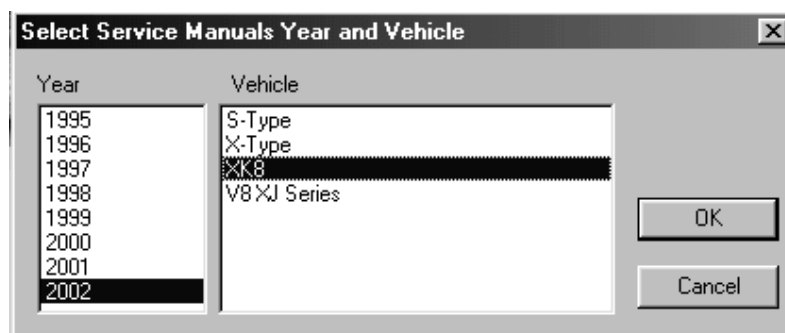 Select Service Manuals Year and Vehicle
Year
Vehicle
1995
1996
1997
1998
1999
2000
2001
2002
S-Type
X-Type
XK8
V8 XJ Series
OK
Cancel